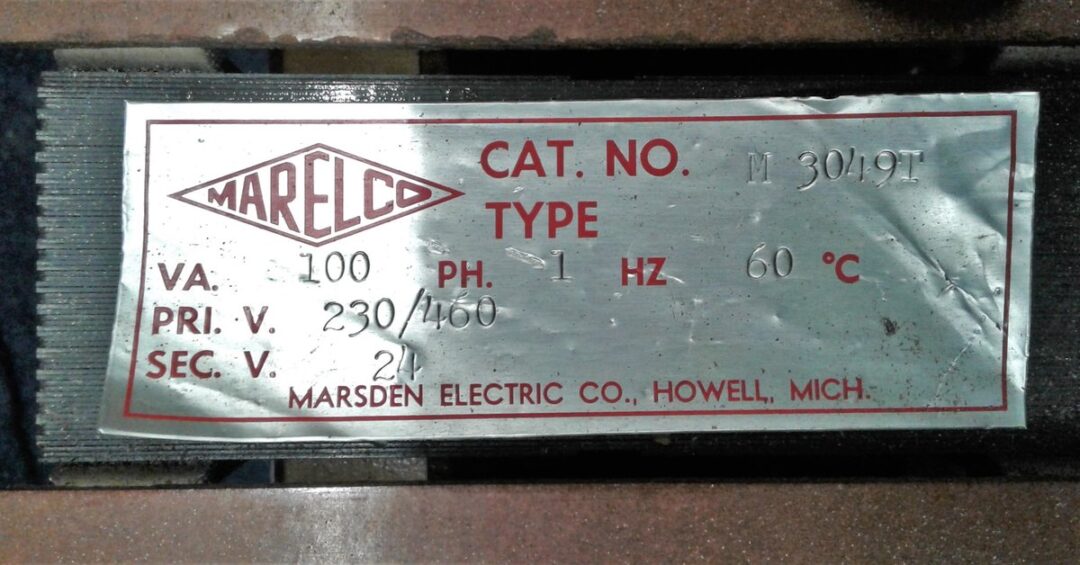 MARELCO
CAT. NO. M 3049T
TYPE
VA. 100 PH. 1 HZ 60 °C
PRI. V. 230/460
SEC. V. 24
MARSDEN ELECTRIC CO., HOWELL, MICH.